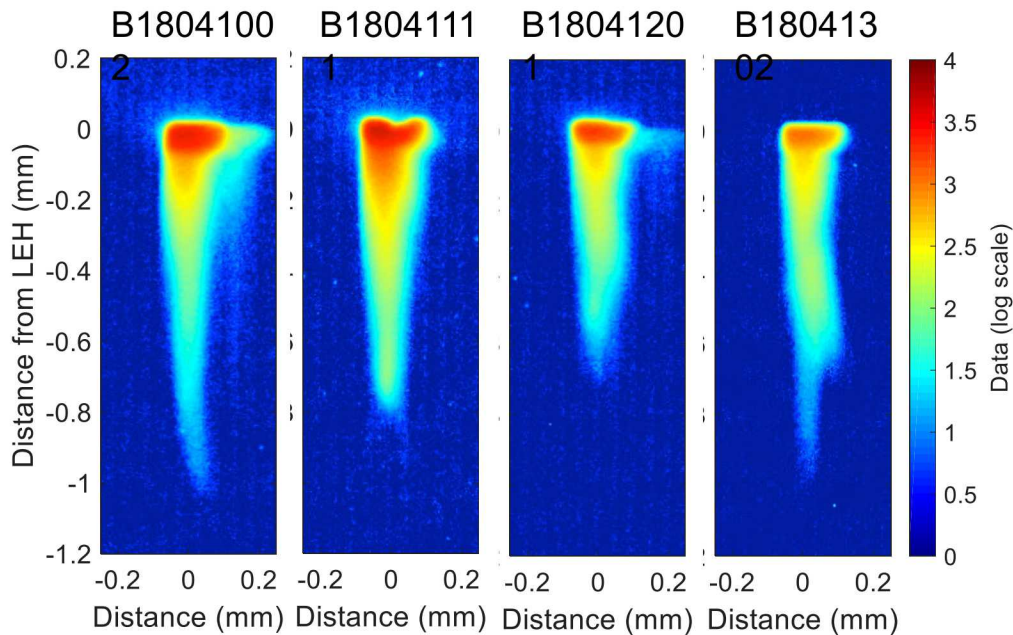 B1804100
2
B1804111
1
B1804120
1
B180413
02
Distance from LEH (mm)
0.2
0
-0.2
-0.4
-0.6
-0.8
-1
-1.2
-0.2 0 0.2
Distance (mm)
-0.2 0 0.2
Distance (mm)
-0.2 0 0.2
Distance (mm)
-0.2 0 0.2
Distance (mm)
4
3.5
3
2.5
2
1.5
1
0.5
0
Data (log scale)